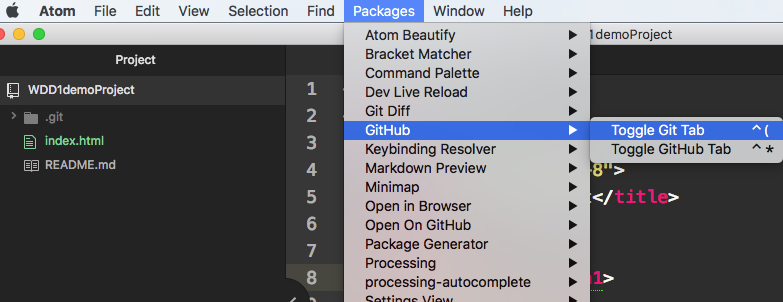 Atom File Edit View Selection Find Packages Window Help
1demoProject
Project
WDD1demoProject
.git
index.html
README.md
Atom Beautify
Bracket Matcher
Command Palette
Dev Live Reload
Git Diff
GitHub
Keybinding Resolver
Markdown Preview
Minimap
Open in Browser
Open On GitHub
Package Generator
Processing
processing-autocomplete
Settings View
Toggle Git Tab ^(
Toggle GitHub Tab ^*
1
2
3
4
5 8">
6 </title>
7
8 1>